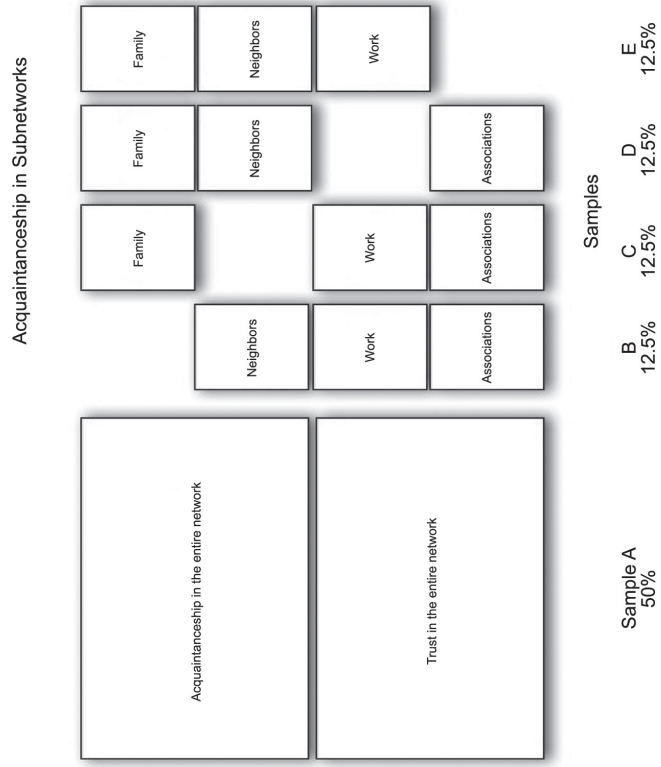 Acquaintanceship in Subnetworks
Acquaintanceship in the entire network
Trust in the entire network
Family
Family
Family
Neighbors
Neighbors
Neighbors
Work
Work
Work
Associations
Associations
Associations
Samples
Sample A
50%
B
12.5%
C
12.5%
D
12.5%
E
12.5%